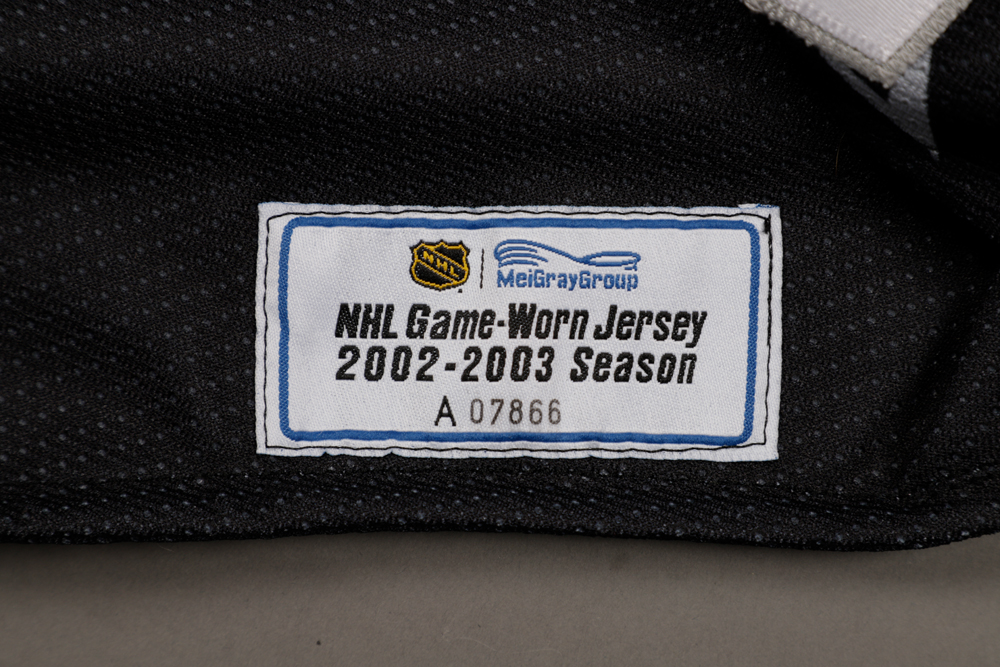 NHL
MeiGrayGroup
NHL Game-Worn Jersey
2002-2003 Season
A 07866